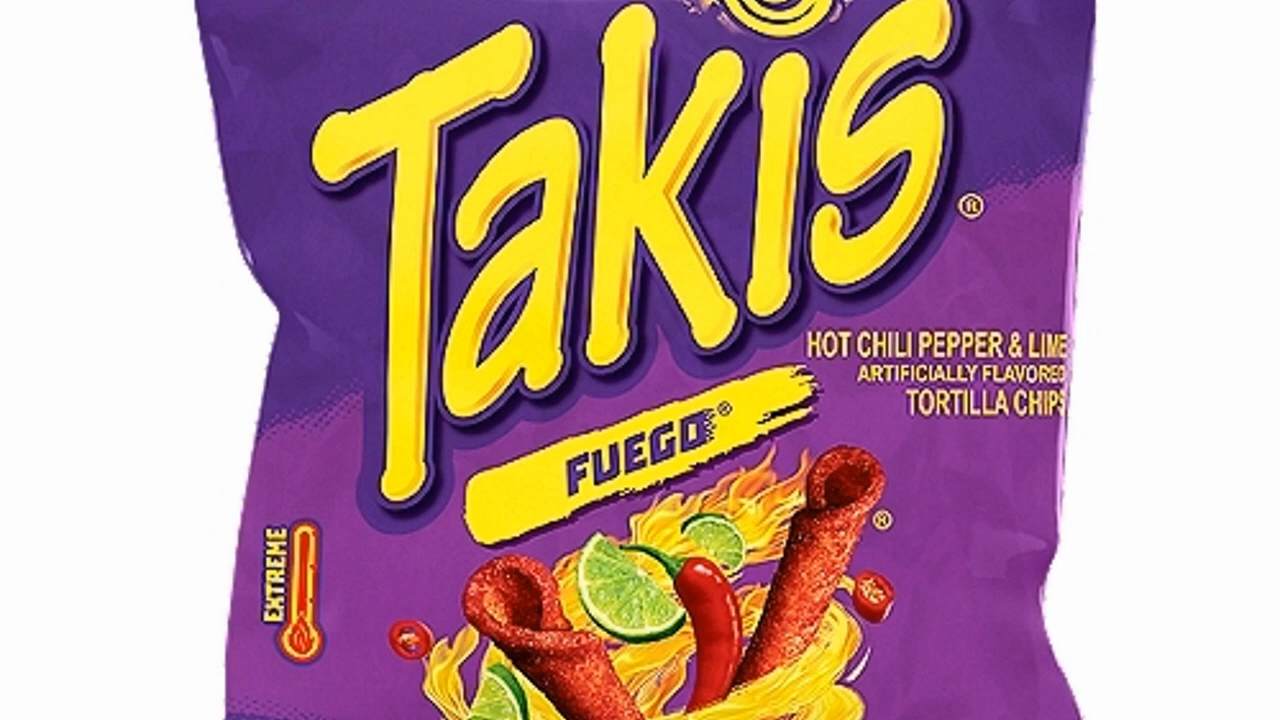 Takis®
HOT CHILI PEPPER & LIME
ARTIFICIALLY FLAVORED
TORTILLA CHIPS
FUEGO®
®
EXTREME